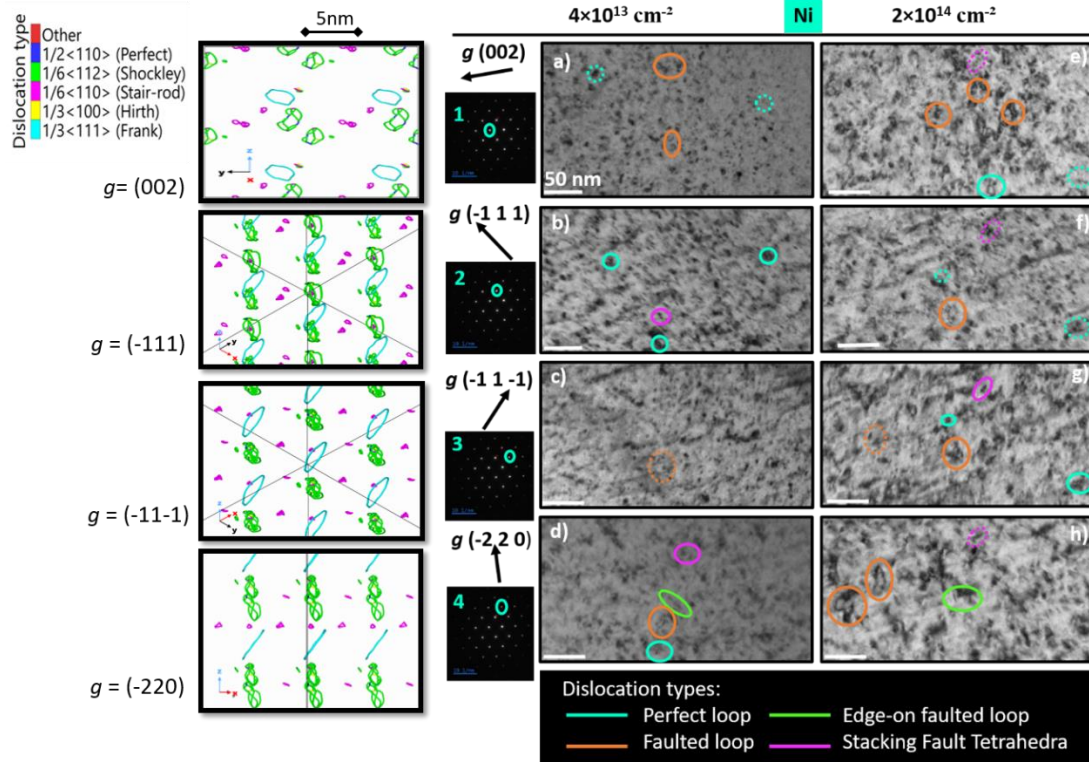 Dislocation type
Other
1/2<110> (Perfect)
1/6<112> (Shockley)
1/6<110> (Stair-rod)
1/3<100> (Hirth)
1/3<111> (Frank)
5nm
g= (002)
g = (-111)
g = (-11-1)
g = (-220)
z
y
x
y
x
x
y
z
x
4×10¹³ cm⁻²
Ni
2×10¹⁴ cm⁻²
g (002)
1
g (-1 1 1)
2
g (-1 1 -1)
3
g (-2 2 0)
4
a)
50 nm
e)
b)
f)
c)
g)
d)
h)
Dislocation types:
Perfect loop
Edge-on faulted loop
Faulted loop
Stacking Fault Tetrahedra